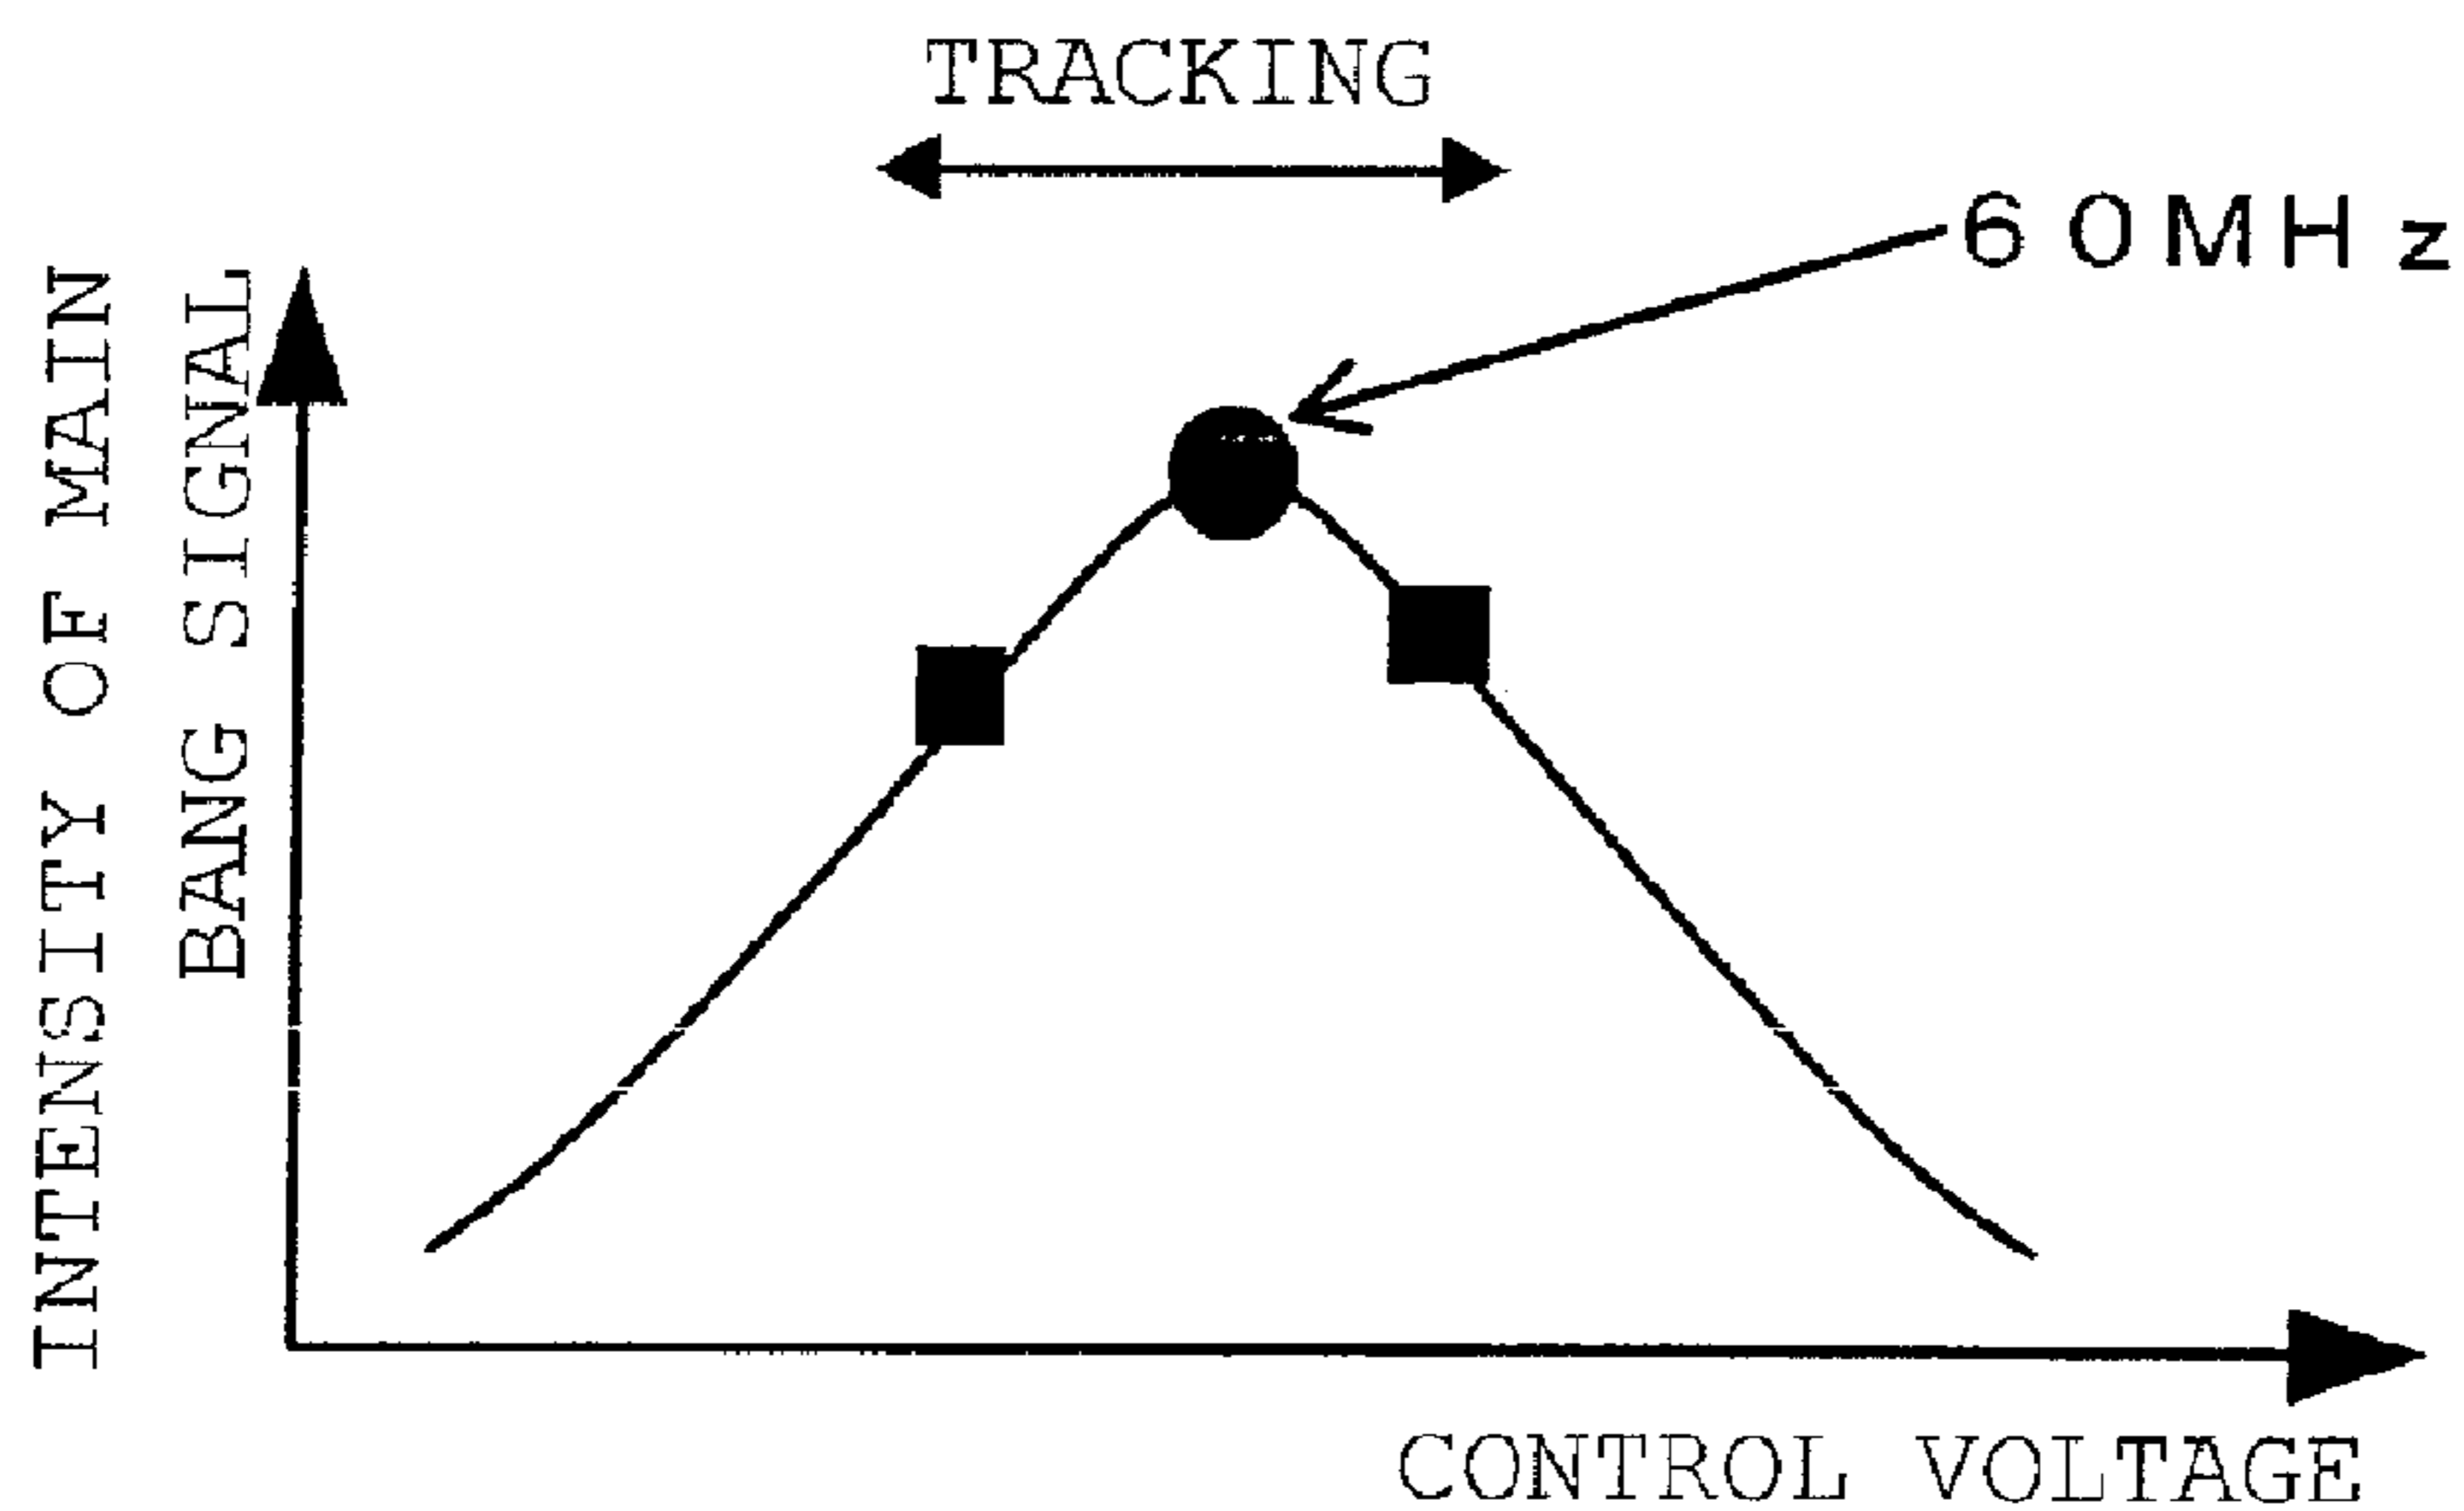 TRACKING
60MHz
INTENSITY OF MAIN
BANG SIGNAL
CONTROL VOLTAGE